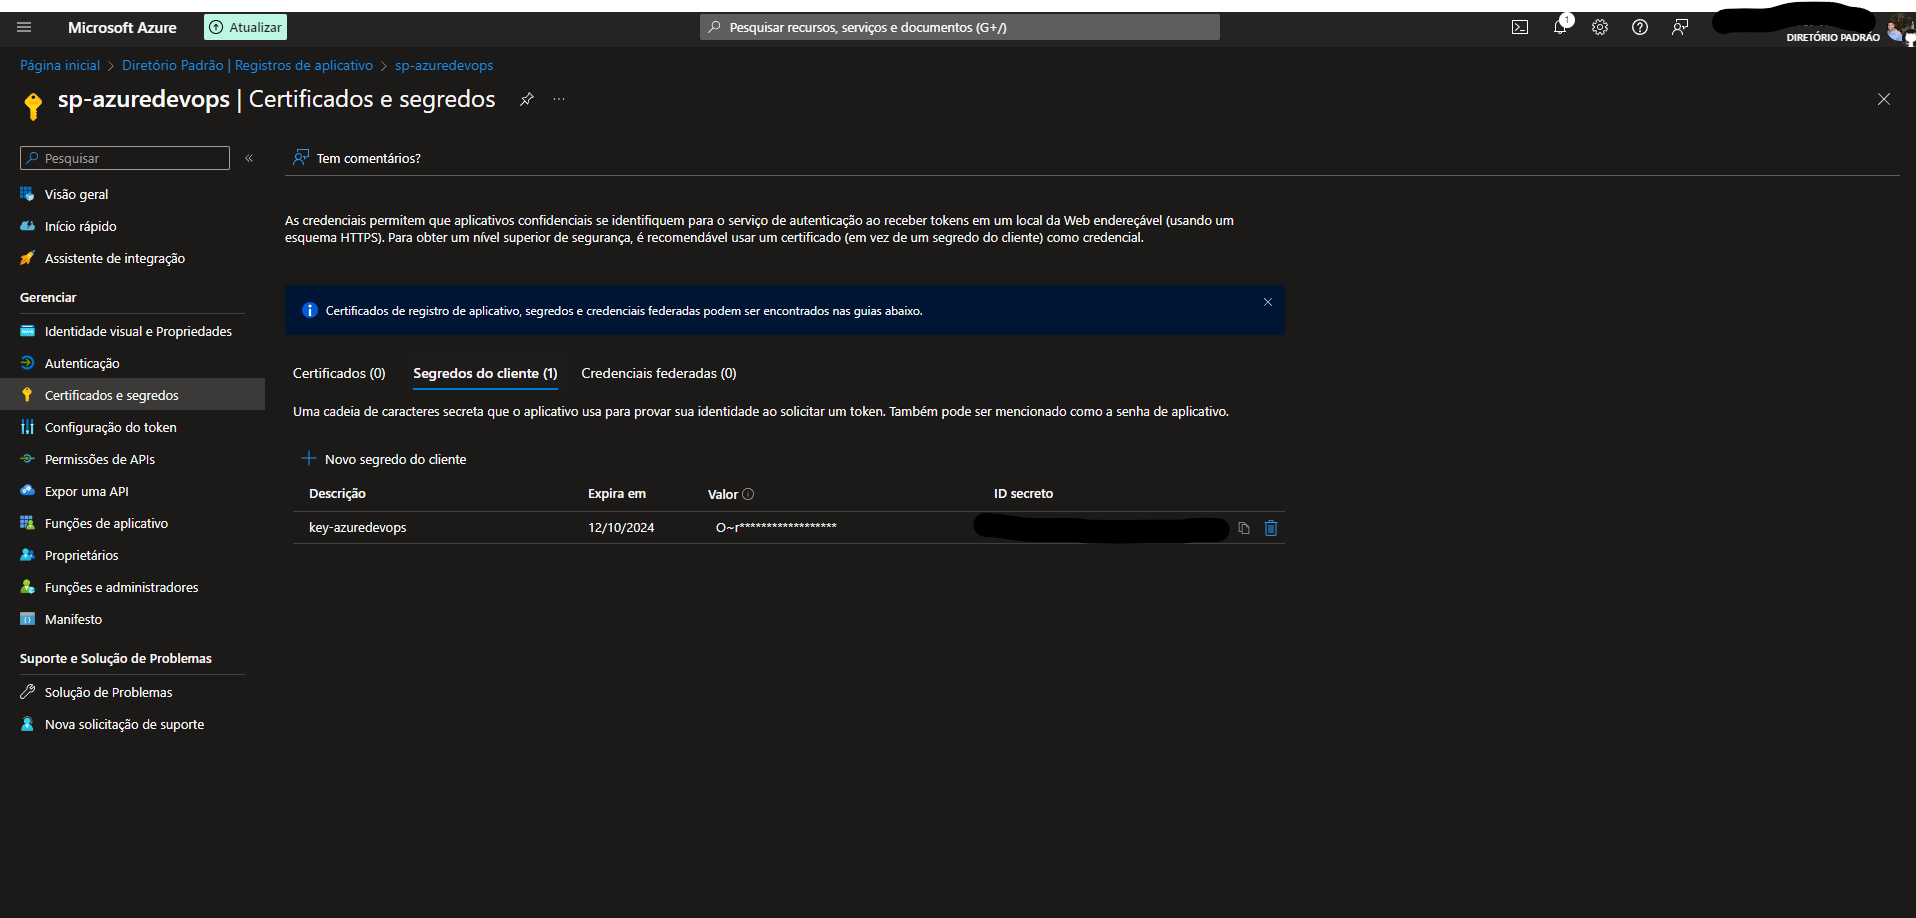 Microsoft Azure
Atualizar
Pesquisar recursos, serviços e documentos (G+/)
1
DIRETÓRIO PADRÃO
Página inicial > Diretório Padrão | Registros de aplicativo > sp-azuredevops
sp-azuredevops | Certificados e segredos
Pesquisar
Visão geral
Início rápido
Assistente de integração
Gerenciar
Identidade visual e Propriedades
Autenticação
Certificados e segredos
Configuração do token
Permissões de APIs
Expor uma API
Funções de aplicativo
Proprietários
Funções e administradores
Manifesto
Suporte e Solução de Problemas
Solução de Problemas
Nova solicitação de suporte
Tem comentários?
As credenciais permitem que aplicativos confidenciais se identifiquem para o serviço de autenticação ao receber tokens em um local da Web endereçável (usando um
esquema HTTPS). Para obter um nível superior de segurança, é recomendável usar um certificado (em vez de um segredo do cliente) como credencial.
Certificados de registro de aplicativo, segredos e credenciais federadas podem ser encontrados nas guias abaixo.
Certificados (0) Segredos do cliente (1) Credenciais federadas (0)
Uma cadeia de caracteres secreta que o aplicativo usa para provar sua identidade ao solicitar um token. Também pode ser mencionado como a senha de aplicativo.
Novo segredo do cliente
Descrição Expira em Valor ID secreto
key-azuredevops 12/10/2024 O~r******************